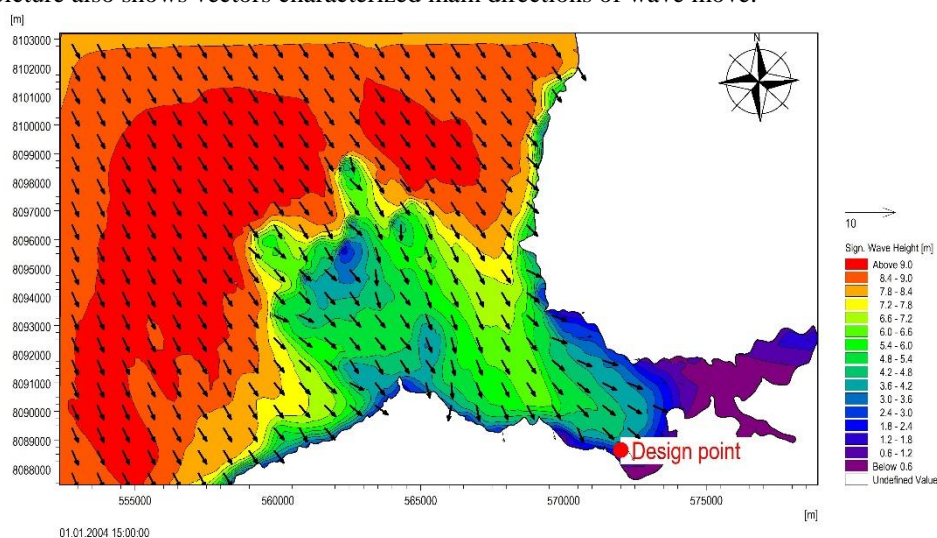 picture also shows vectors characterized main directions of wave move.
[m]
8103000
8102000
8101000
8100000
8099000
8098000
8097000
8096000
8095000
8094000
8093000
8092000
8091000
8090000
8089000
8088000
N
10
Sign. Wave Height [m]
Above 9.0
8.4 - 9.0
7.8 - 8.4
7.2 - 7.8
6.6 - 7.2
6.0 - 6.6
5.4 - 6.0
4.8 - 5.4
4.2 - 4.8
3.6 - 4.2
3.0 - 3.6
2.4 - 3.0
1.8 - 2.4
1.2 - 1.8
0.6 - 1.2
Below 0.6
Undefined Value
Design point
555000 560000 565000 570000 575000
[m]
01.01.2004 15:00:00